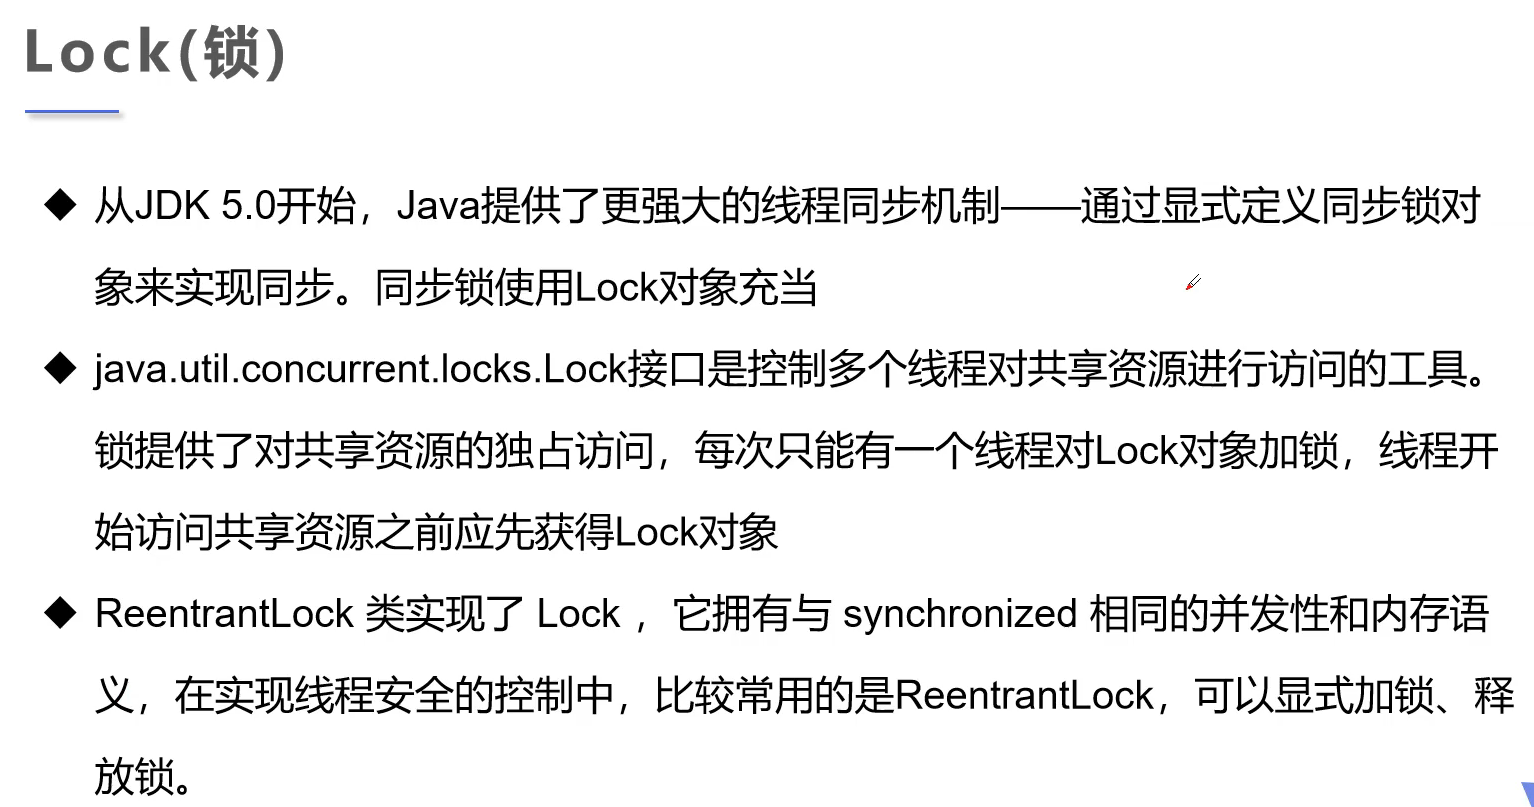 Lock(锁)
◆ 从JDK 5.0开始，Java提供了更强大的线程同步机制——通过显式定义同步锁对
象来实现同步。同步锁使用Lock对象充当
◆ java.util.concurrent.locks.Lock接口是控制多个线程对共享资源进行访问的工具。
锁提供了对共享资源的独占访问，每次只能有一个线程对Lock对象加锁，线程开
始访问共享资源之前应先获得Lock对象
◆ ReentrantLock 类实现了 Lock ，它拥有与 synchronized 相同的并发性和内存语
义，在实现线程安全的控制中，比较常用的是ReentrantLock，可以显式加锁、释
放锁。